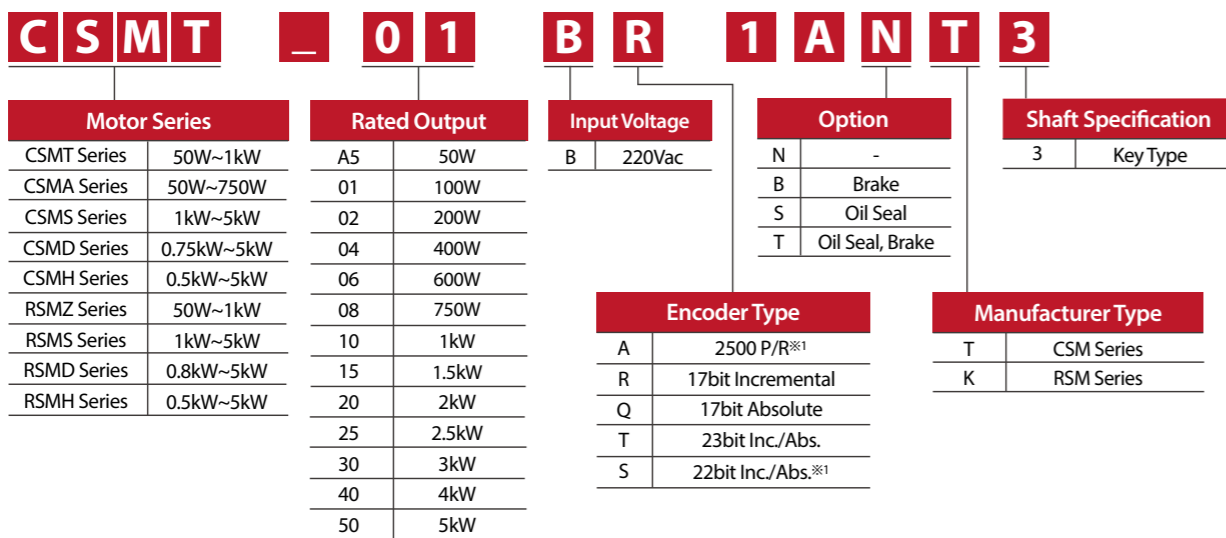 CSMT _ 01 BR 1ANT3
Motor Series
CSMT Series 50W~1kW
CSMA Series 50W~750W
CSMS Series 1kW~5kW
CSMD Series 0.75kW~5kW
CSMH Series 0.5kW~5kW
RSMZ Series 50W~1kW
RSMS Series 1kW~5kW
RSMD Series 0.8kW~5kW
RSMH Series 0.5kW~5kW
Rated Output
A5 50W
01 100W
02 200W
04 400W
06 600W
08 750W
10 1kW
15 1.5kW
20 2kW
25 2.5kW
30 3kW
40 4kW
50 5kW
Input Voltage
B 220Vac
Option
N -
B Brake
S Oil Seal
T Oil Seal, Brake
Shaft Specification
3 Key Type
Encoder Type
A 2500 P/R※1
R 17bit Incremental
Q 17bit Absolute
T 23bit Inc./Abs.
S 22bit Inc./Abs.※1
Manufacturer Type
T CSM Series
K RSM Series